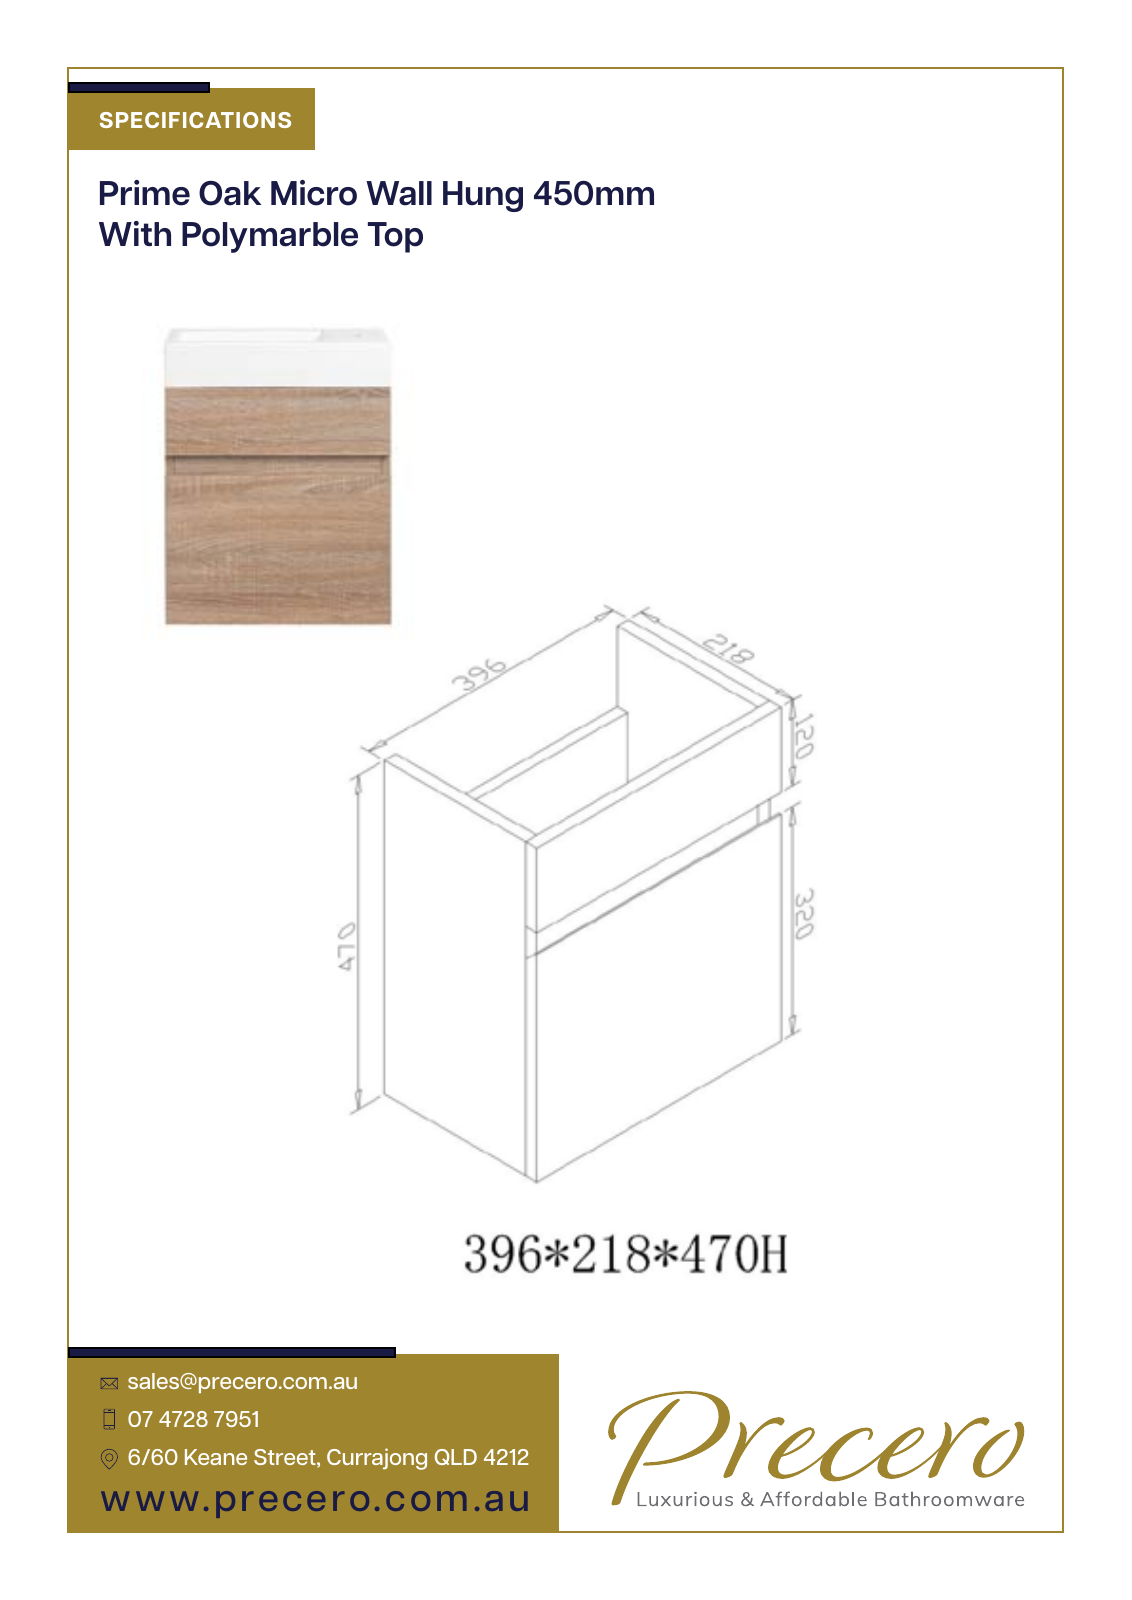 SPECIFICATIONS
Prime Oak Micro Wall Hung 450mm
With Polymarble Top
396
218
120
470
320
396*218*470H
sales@precero.com.au
07 4728 7951
6/60 Keane Street, Currajong QLD 4212
www.precero.com.au
Precero
Luxurious & Affordable Bathroomware